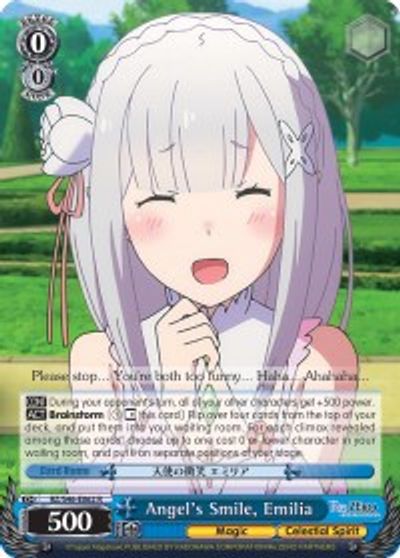 0
0
Please stop... You're both too funny... Haha... Ahahaha...
CONT During your opponent's turn, all of your other characters get +500 power.
ACT Brainstorm this card] Flip over four cards from the top of your
deck, and put them into your waiting room. For each climax revealed
among those cards, choose up to one cost 0 or lower character in your
waiting room, and put them on separate positions of your stage.
Card Name 天使の微笑 エミリア
500
Angel's Smile, Emilia
Magic Celestial Spirit